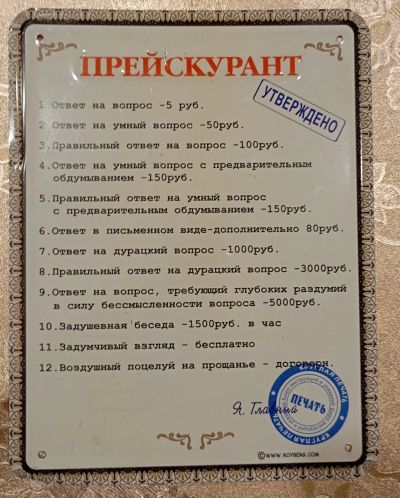 ПРЕЙСКУРАНТ
УТВЕРЖДЕНО
1.Ответ на вопрос -5 руб.
2.Ответ на умный вопрос -50руб.
3.Правильный ответ на вопрос -100руб.
4.Ответ на умный вопрос с предварительным
обдумыванием -150руб.
5.Правильный ответ на умный вопрос
с предварительным обдумыванием -150руб.
6.Ответ в письменном виде-дополнительно 80руб.
7.Ответ на дурацкий вопрос -1000руб.
8.Правильный ответ на дурацкий вопрос -3000руб.
9.Ответ на вопрос, требующий глубоких раздумий
в силу бессмысленности вопроса -5000руб.
10.Задушевная беседа -1500руб. в час
11.Задумчивый взгляд - бесплатно
12.Воздушный поцелуй на прощанье - договорн.
Я. Главный
КРУГЛАЯ ПЕЧАТЬ
ПЕЧАТЬ
КРУГЛАЯ ПЕЧАТЬ
©WWW.ROYBERG.COM